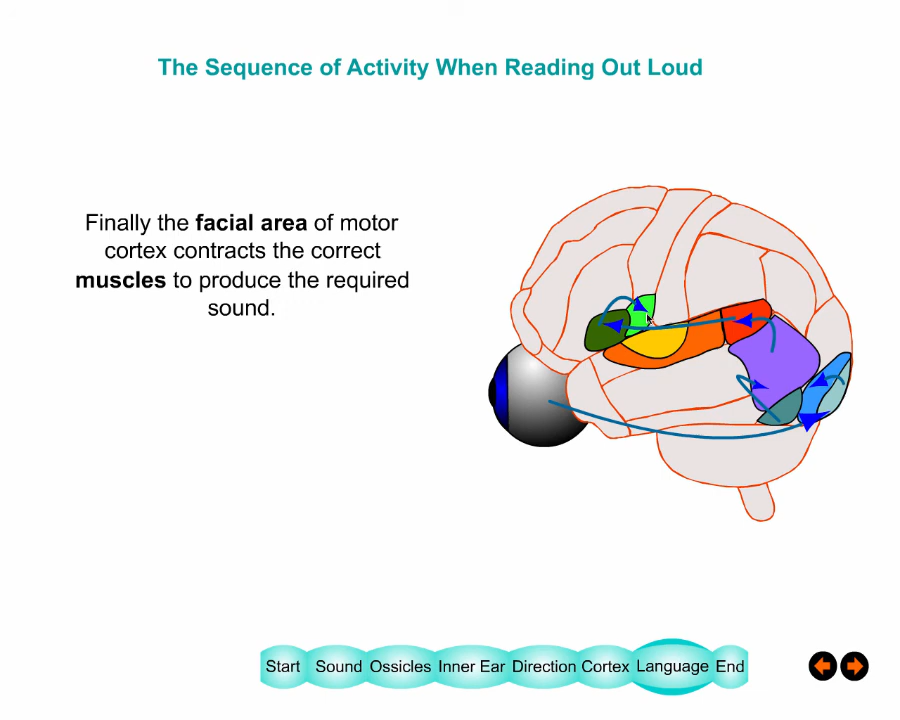 The Sequence of Activity When Reading Out Loud
Finally the facial area of motor
cortex contracts the correct
muscles to produce the required
sound.
Start Sound Ossicles Inner Ear Direction Cortex Language End